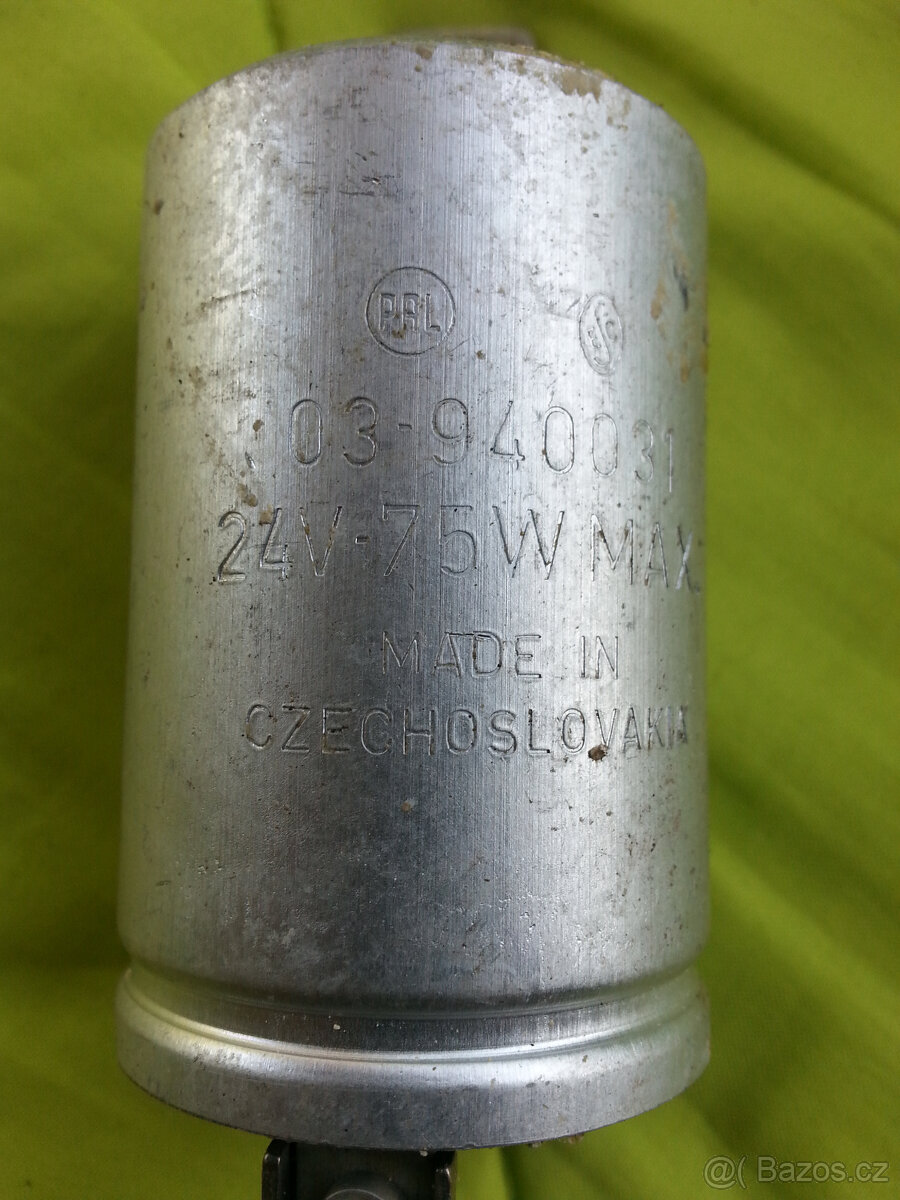 PAL
03-940031
24V-75W MAX.
MADE IN
CZECHOSLOVAKIA
@( Bazos.cz